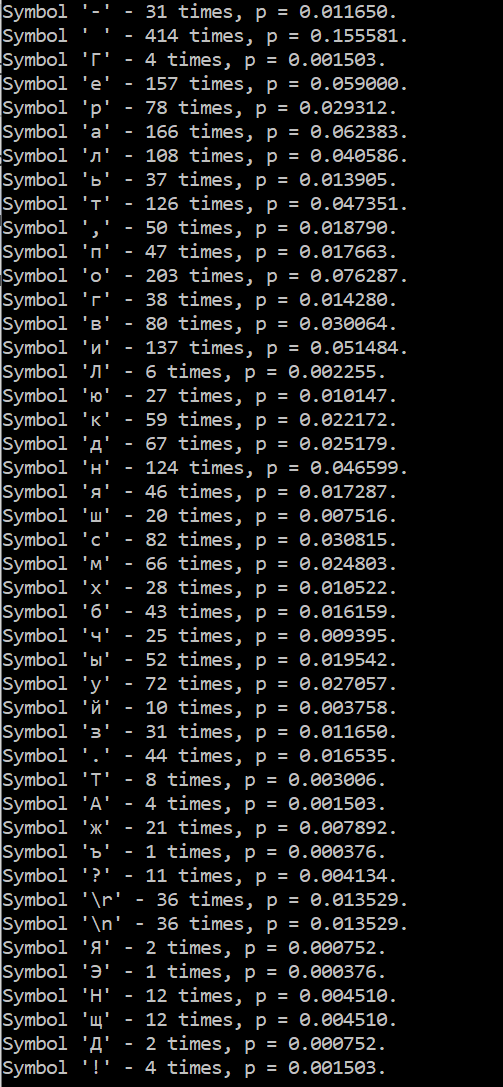 Symbol '-' - 31 times, p = 0.011650.
Symbol ' ' - 414 times, p = 0.155581.
Symbol 'Г' - 4 times, p = 0.001503.
Symbol 'е' - 157 times, p = 0.059000.
Symbol 'р' - 78 times, p = 0.029312.
Symbol 'а' - 166 times, p = 0.062383.
Symbol 'л' - 108 times, p = 0.040586.
Symbol 'ь' - 37 times, p = 0.013905.
Symbol 'т' - 126 times, p = 0.047351.
Symbol ',' - 50 times, p = 0.018790.
Symbol 'п' - 47 times, p = 0.017663.
Symbol 'о' - 203 times, p = 0.076287.
Symbol 'г' - 38 times, p = 0.014280.
Symbol 'в' - 80 times, p = 0.030064.
Symbol 'и' - 137 times, p = 0.051484.
Symbol 'Л' - 6 times, p = 0.002255.
Symbol 'ю' - 27 times, p = 0.010147.
Symbol 'к' - 59 times, p = 0.022172.
Symbol 'д' - 67 times, p = 0.025179.
Symbol 'н' - 124 times, p = 0.046599.
Symbol 'я' - 46 times, p = 0.017287.
Symbol 'ш' - 20 times, p = 0.007516.
Symbol 'с' - 82 times, p = 0.030815.
Symbol 'м' - 66 times, p = 0.024803.
Symbol 'х' - 28 times, p = 0.010522.
Symbol 'б' - 43 times, p = 0.016159.
Symbol 'ч' - 25 times, p = 0.009395.
Symbol 'ы' - 52 times, p = 0.019542.
Symbol 'у' - 72 times, p = 0.027057.
Symbol 'й' - 10 times, p = 0.003758.
Symbol 'з' - 31 times, p = 0.011650.
Symbol '.' - 44 times, p = 0.016535.
Symbol 'Т' - 8 times, p = 0.003006.
Symbol 'А' - 4 times, p = 0.001503.
Symbol 'ж' - 21 times, p = 0.007892.
Symbol 'ъ' - 1 times, p = 0.000376.
Symbol '?' - 11 times, p = 0.004134.
Symbol '\r' - 36 times, p = 0.013529.
Symbol '\n' - 36 times, p = 0.013529.
Symbol 'Я' - 2 times, p = 0.000752.
Symbol 'Э' - 1 times, p = 0.000376.
Symbol 'Н' - 12 times, p = 0.004510.
Symbol 'щ' - 12 times, p = 0.004510.
Symbol 'Д' - 2 times, p = 0.000752.
Symbol '!' - 4 times, p = 0.001503.